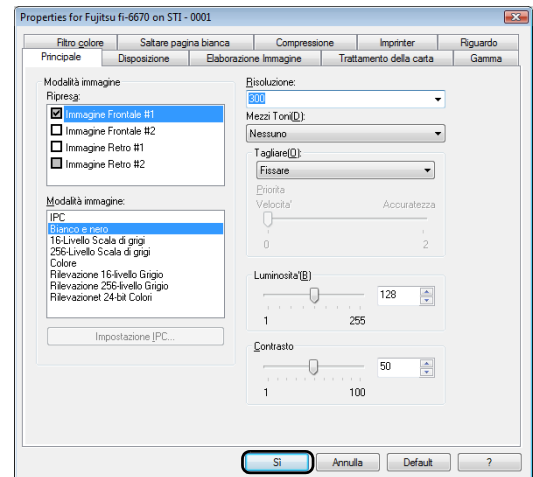 Properties for Fujitsu fi-6670 on STI - 0001
Filtro colore
Saltare pagina bianca
Compressione
Imprinter
Riguardo
Principale
Disposizione
Elaborazione Immagine
Trattamento della carta
Gamma
Modalità immagine
Ripresa:
Immagine Frontale #1
Immagine Frontale #2
Immagine Retro #1
Immagine Retro #2
Modalità immagine:
IPC
Bianco e nero
16-Livello Scala di grigi
256-Livello Scala di grigi
Colore
Rilevazione 16-livello Grigio
Rilevazione 256-livello Grigio
Rilevazionet 24-bit Colori
Impostazione IPC...
Risoluzione:
300
Mezzi Toni(D):
Nessuno
Tagliare(O):
Fissare
Priorita
Velocita' Accuratezza
0 2
Luminosita'(B)
128
1 255
Contrasto
50
1 100
Sì
Annulla
Default
?